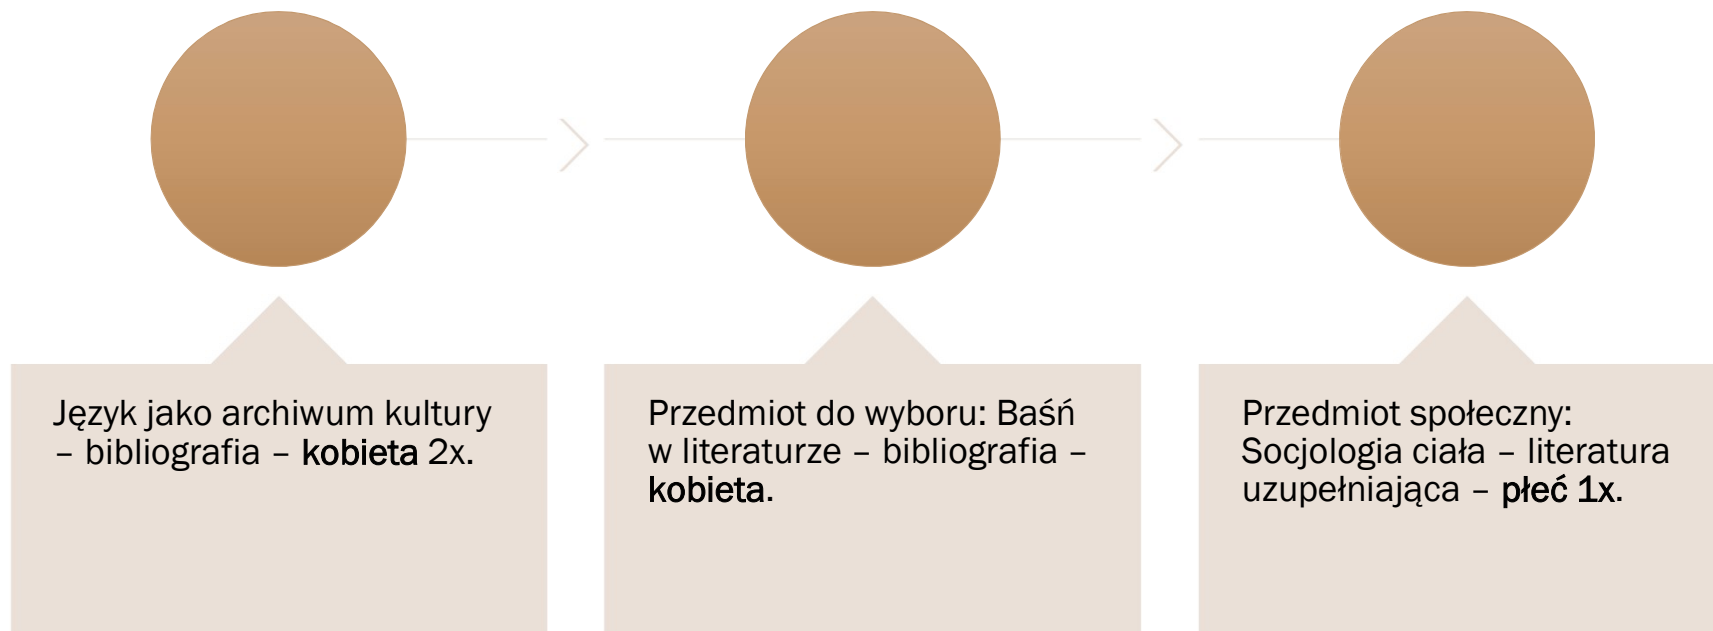 Język jako archiwum kultury
– bibliografia – kobieta 2x.
Przedmiot do wyboru: Baśń
w literaturze – bibliografia –
kobieta.
Przedmiot społeczny:
Socjologia ciała – literatura
uzupełniająca – płeć 1x.